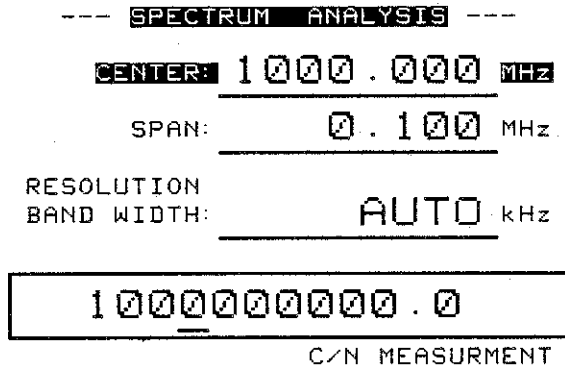 --- SPECTRUM ANALYSIS ---
CENTER: 1000.000 MHz
SPAN: 0.100 MHz
RESOLUTION
BAND WIDTH: AUTO kHz
1000000000.0
C/N MEASURMENT